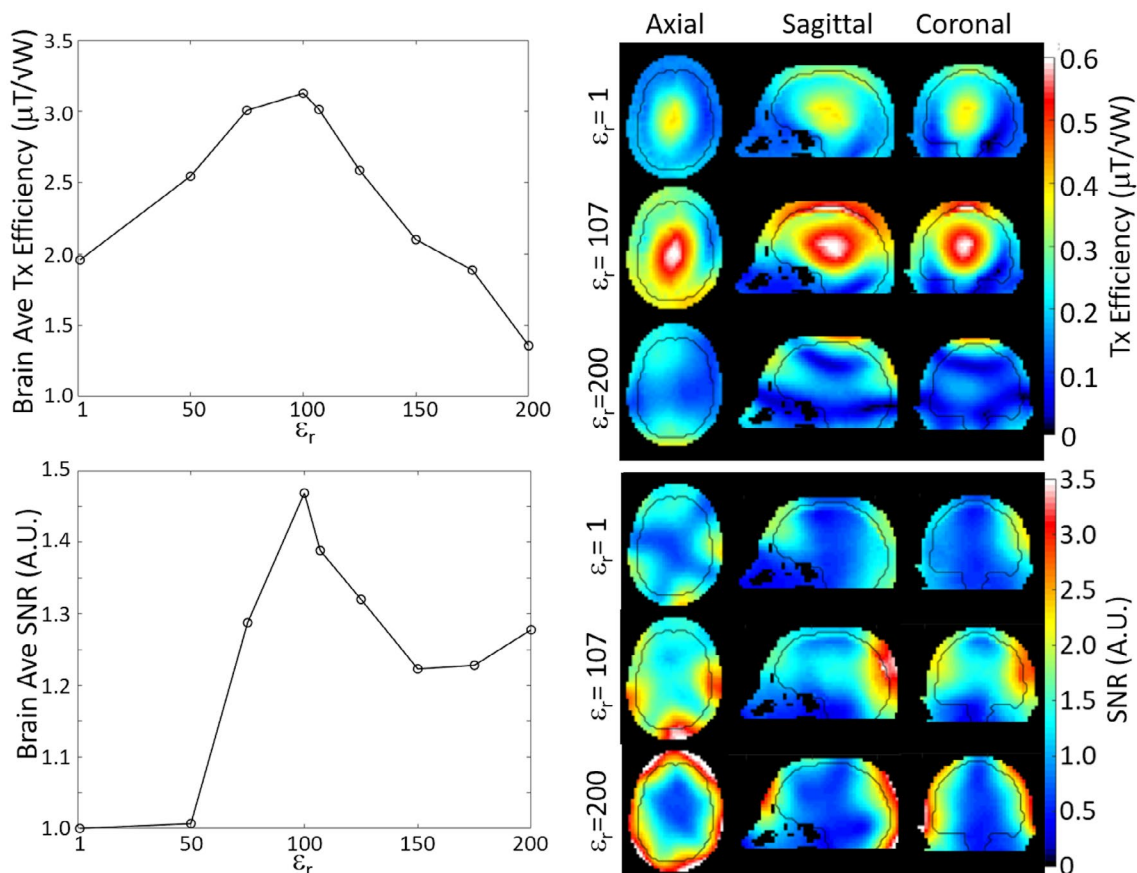 Brain Ave Tx Efficiency (μT/√W)
3.5
3.0
2.5
2.0
1.5
1.0
1
50
100
150
200
εr
Axial
Sagittal
Coronal
εr= 1
εr= 107
εr=200
0.6
0.5
0.4
0.3
0.2
0.1
0
Tx Efficiency (μT/√W)
Brain Ave SNR (A.U.)
1.5
1.4
1.3
1.2
1.1
1.0
1
50
100
150
200
εr
εr= 1
εr= 107
εr=200
3.5
3.0
2.5
2.0
1.5
1.0
0.5
0
SNR (A.U.)